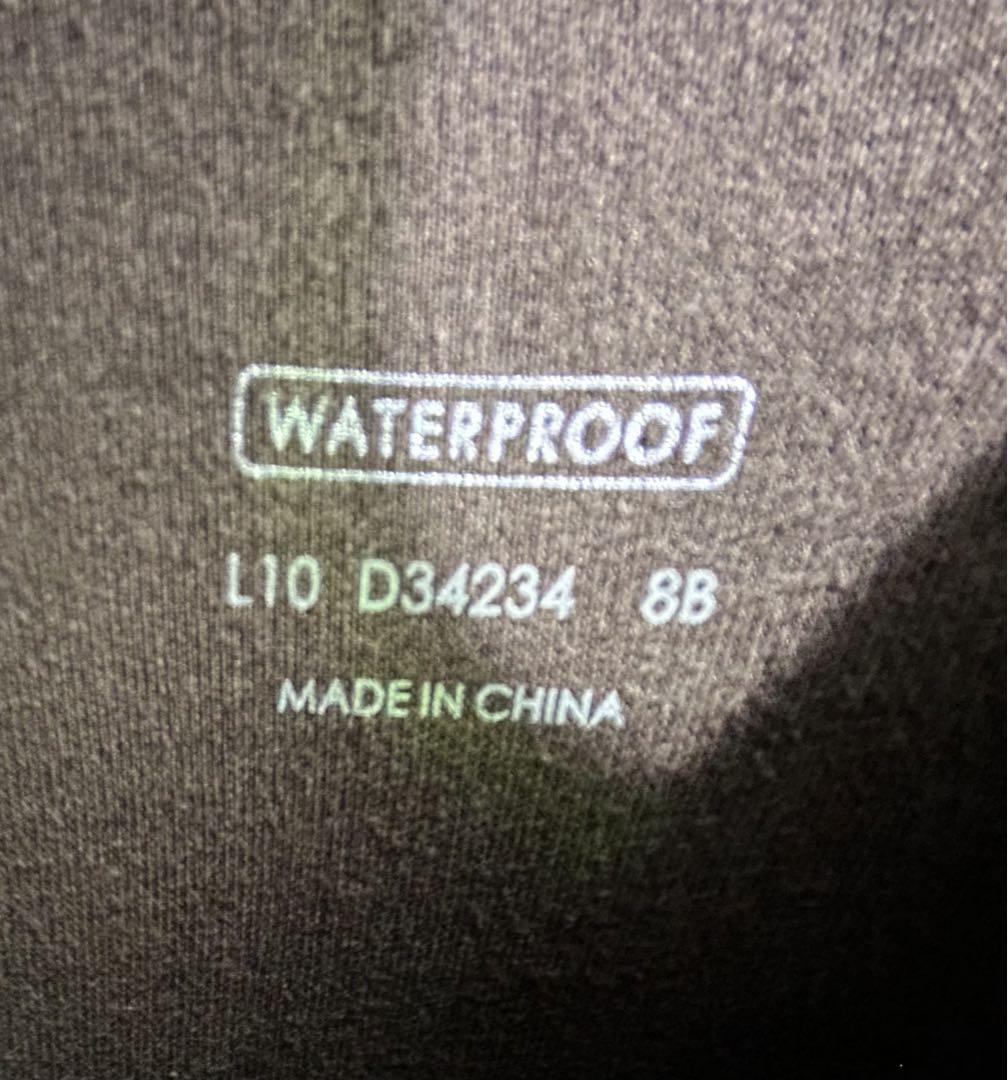 WATERPROOF
L10 D34234 8B
MADE IN CHINA